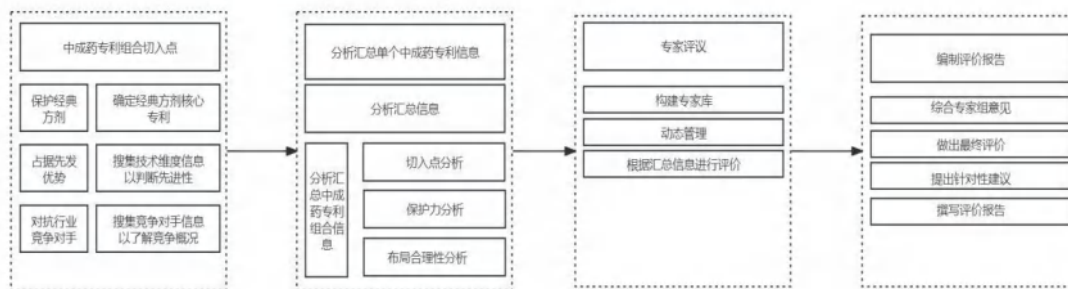 中成药专利组合切入点
保护经典
方剂
确定经典方剂核心
专利
占据先发
优势
搜集技术维度信息
以判断先进性
对抗行业
竞争对手
搜集竞争对手信息
以了解竞争概况
分析汇总单个中成药专利信息
分析汇总信息
分析汇
总中成
药专利
组合信
息
切入点分析
保护力分析
布局合理性分析
专家评议
构建专家库
动态管理
根据汇总信息进行评价
编制评价报告
综合专家组意见
做出最终评价
提出针对性建议
撰写评价报告